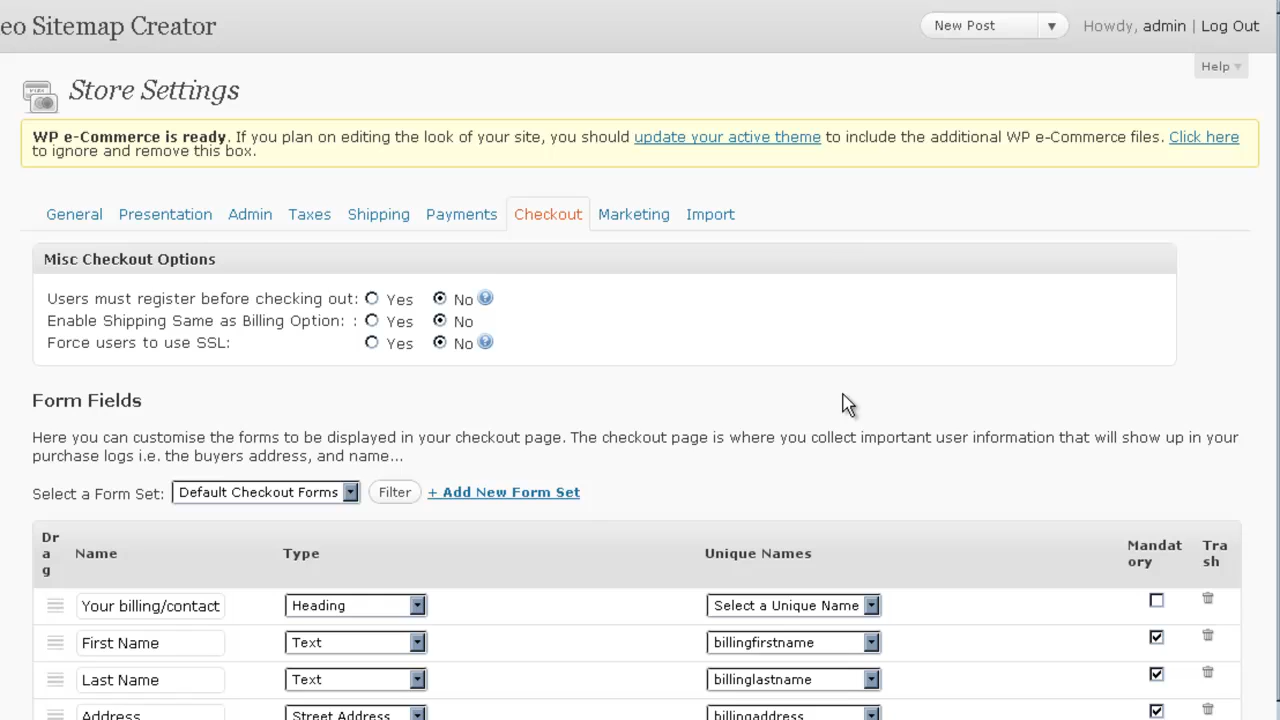 eo Sitemap Creator
New Post
Howdy, admin | Log Out
Help
Store Settings
WP e-Commerce is ready. If you plan on editing the look of your site, you should update your active theme to include the additional WP e-Commerce files. Click here
to ignore and remove this box.
General Presentation Admin Taxes Shipping Payments Checkout Marketing Import
Misc Checkout Options
Users must register before checking out: Yes No
Enable Shipping Same as Billing Option: : Yes No
Force users to use SSL: Yes No
Form Fields
Here you can customise the forms to be displayed in your checkout page. The checkout page is where you collect important user information that will show up in your
purchase logs i.e. the buyers address, and name...
Select a Form Set: Default Checkout Forms Filter + Add New Form Set
Drag Name Type Unique Names Mandatory Trash
Your billing/contact Heading Select a Unique Name
First Name Text billingfirstname
Last Name Text billinglastname
Address Street Address billingaddress